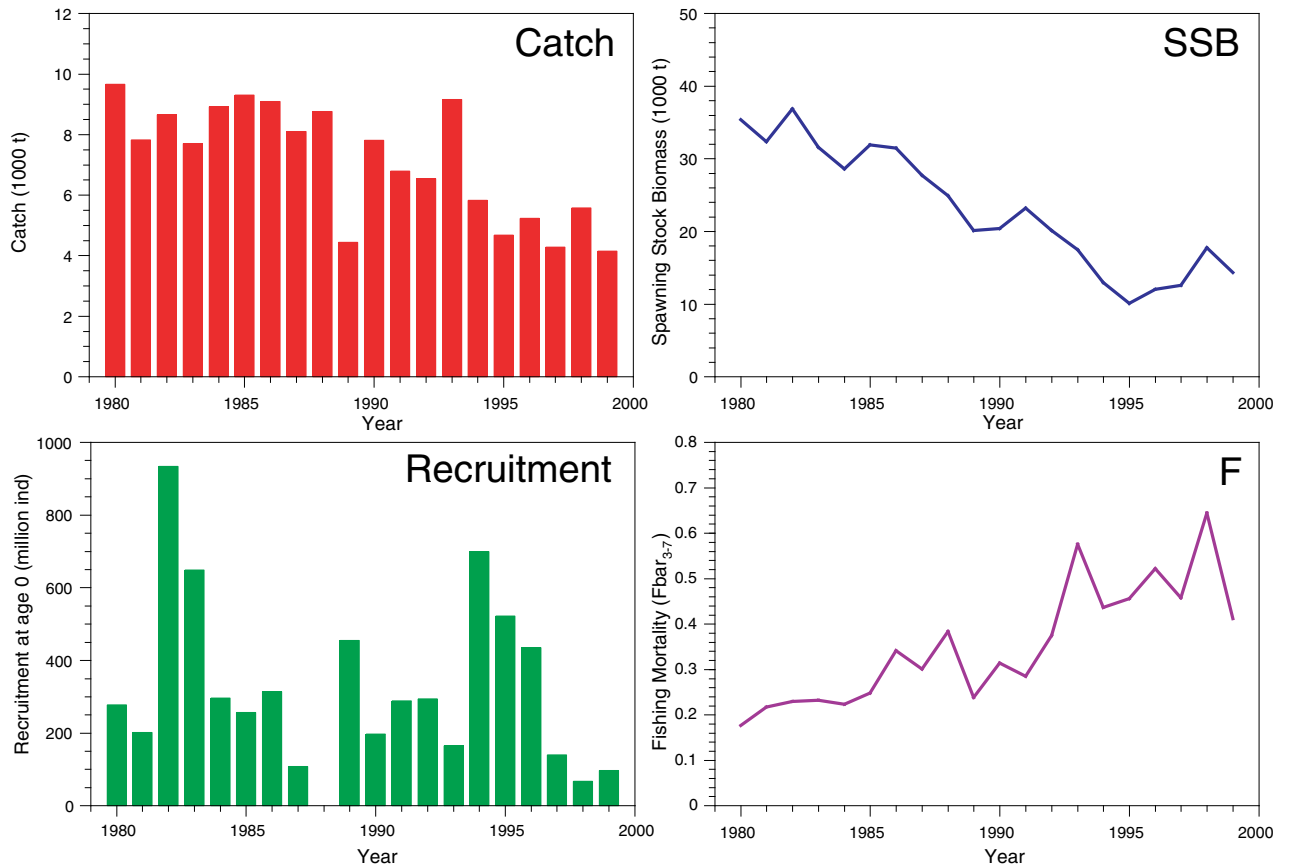 Catch
Catch (1000 t)
12
10
8
6
4
2
0
1980 1985 1990 1995 2000
Year
SSB
Spawning Stock Biomass (1000 t)
50
40
30
20
10
0
1980 1985 1990 1995 2000
Year
Recruitment
Recruitment at age 0 (million ind)
1000
800
600
400
200
0
1980 1985 1990 1995 2000
Year
F
Fishing Mortality (Fbar3-7)
0.8
0.7
0.6
0.5
0.4
0.3
0.2
0.1
0
1980 1985 1990 1995 2000
Year